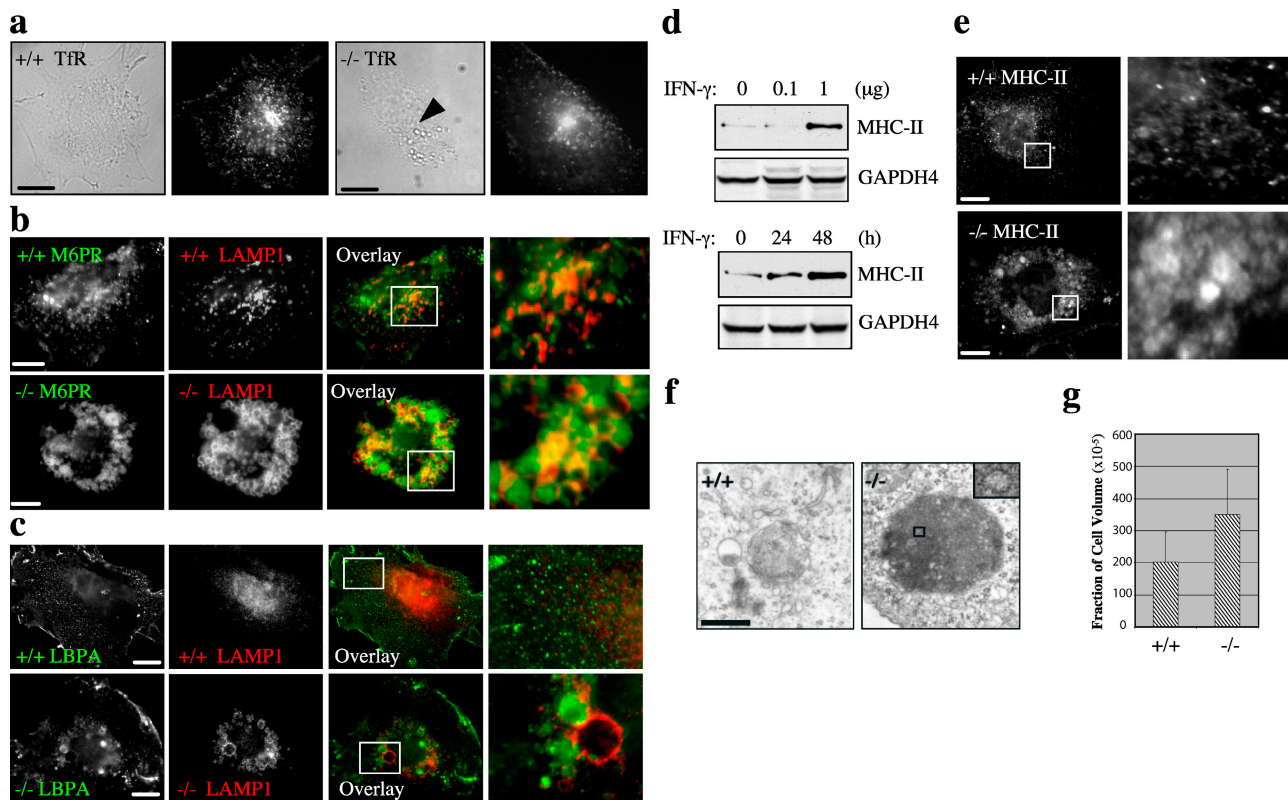 a
+/+ TfR
-/- TfR
b
+/+ M6PR
+/+ LAMP1
Overlay
-/- M6PR
-/- LAMP1
Overlay
c
+/+ LBPA
+/+ LAMP1
Overlay
-/- LBPA
-/- LAMP1
Overlay
d
IFN-γ: 0 0.1 1 (µg)
MHC-II
GAPDH4
IFN-γ: 0 24 48 (h)
MHC-II
GAPDH4
e
+/+ MHC-II
-/- MHC-II
f
+/+
-/-
g
Fraction of Cell Volume (x10-5)
600
500
400
300
200
100
0
+/+ -/-